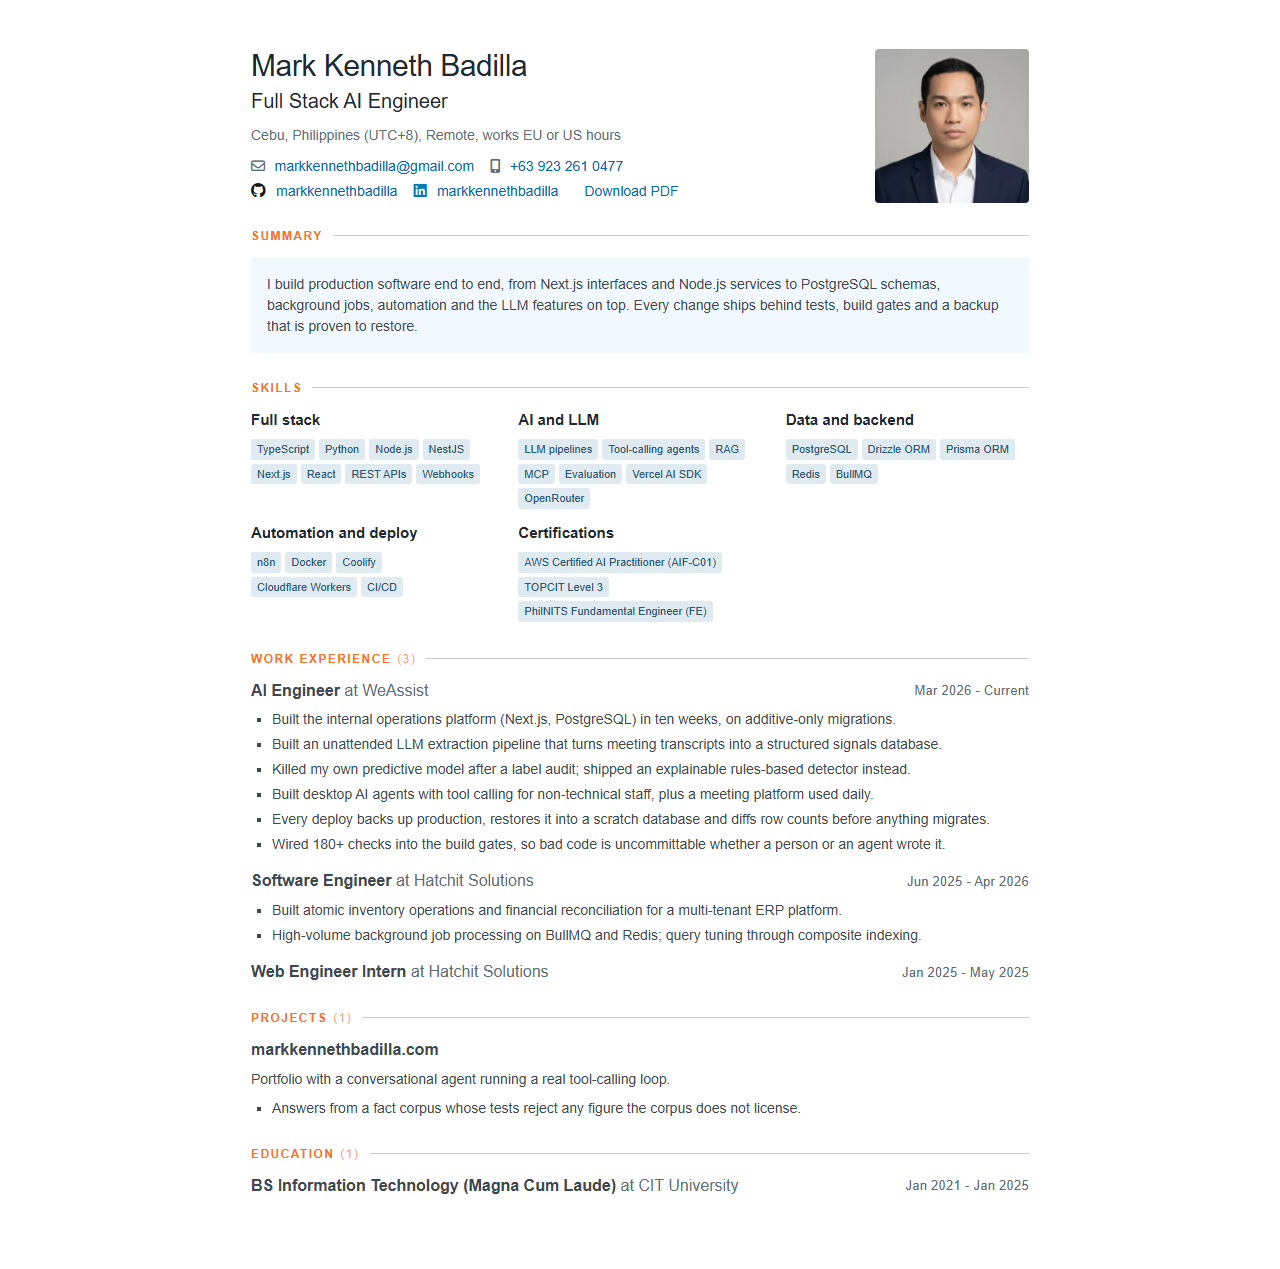 Mark Kenneth Badilla
Full Stack AI Engineer
Cebu, Philippines (UTC+8), Remote, works EU or US hours
markkennethbadilla@gmail.com +63 923 261 0477
markkennethbadilla markkennethbadilla Download PDF
SUMMARY
I build production software end to end, from Next.js interfaces and Node.js services to PostgreSQL schemas,
background jobs, automation and the LLM features on top. Every change ships behind tests, build gates and a backup
that is proven to restore.
SKILLS
Full stack
TypeScript Python Node.js NestJS
Next.js React REST APIs Webhooks
AI and LLM
LLM pipelines Tool-calling agents RAG
MCP Evaluation Vercel AI SDK
OpenRouter
Data and backend
PostgreSQL Drizzle ORM Prisma ORM
Redis BullMQ
Automation and deploy
n8n Docker Coolify
Cloudflare Workers CI/CD
Certifications
AWS Certified AI Practitioner (AIF-C01)
TOPCIT Level 3
PhilNITS Fundamental Engineer (FE)
WORK EXPERIENCE (3)
AI Engineer at WeAssist Mar 2026 - Current
Built the internal operations platform (Next.js, PostgreSQL) in ten weeks, on additive-only migrations.
Built an unattended LLM extraction pipeline that turns meeting transcripts into a structured signals database.
Killed my own predictive model after a label audit; shipped an explainable rules-based detector instead.
Built desktop AI agents with tool calling for non-technical staff, plus a meeting platform used daily.
Every deploy backs up production, restores it into a scratch database and diffs row counts before anything migrates.
Wired 180+ checks into the build gates, so bad code is uncommittable whether a person or an agent wrote it.
Software Engineer at Hatchit Solutions Jun 2025 - Apr 2026
Built atomic inventory operations and financial reconciliation for a multi-tenant ERP platform.
High-volume background job processing on BullMQ and Redis; query tuning through composite indexing.
Web Engineer Intern at Hatchit Solutions Jan 2025 - May 2025
PROJECTS (1)
markkennethbadilla.com
Portfolio with a conversational agent running a real tool-calling loop.
Answers from a fact corpus whose tests reject any figure the corpus does not license.
EDUCATION (1)
BS Information Technology (Magna Cum Laude) at CIT University Jan 2021 - Jan 2025